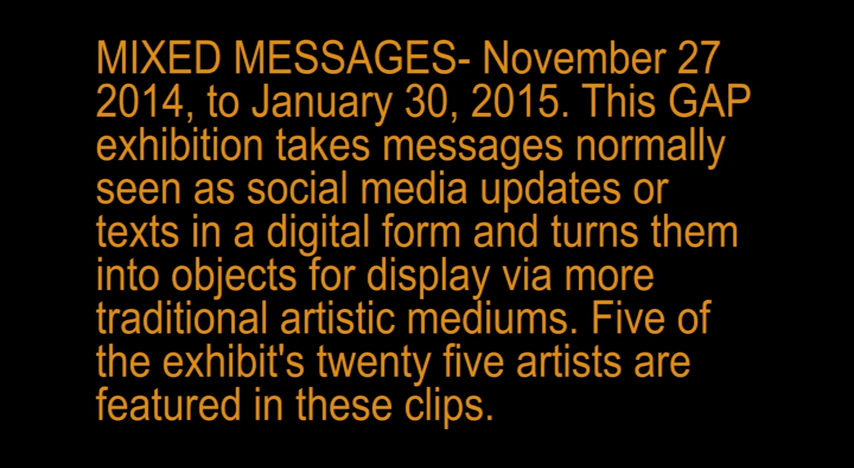 MIXED MESSAGES- November 27
2014, to January 30, 2015. This GAP
exhibition takes messages normally
seen as social media updates or
texts in a digital form and turns them
into objects for display via more
traditional artistic mediums. Five of
the exhibit's twenty five artists are
featured in these clips.